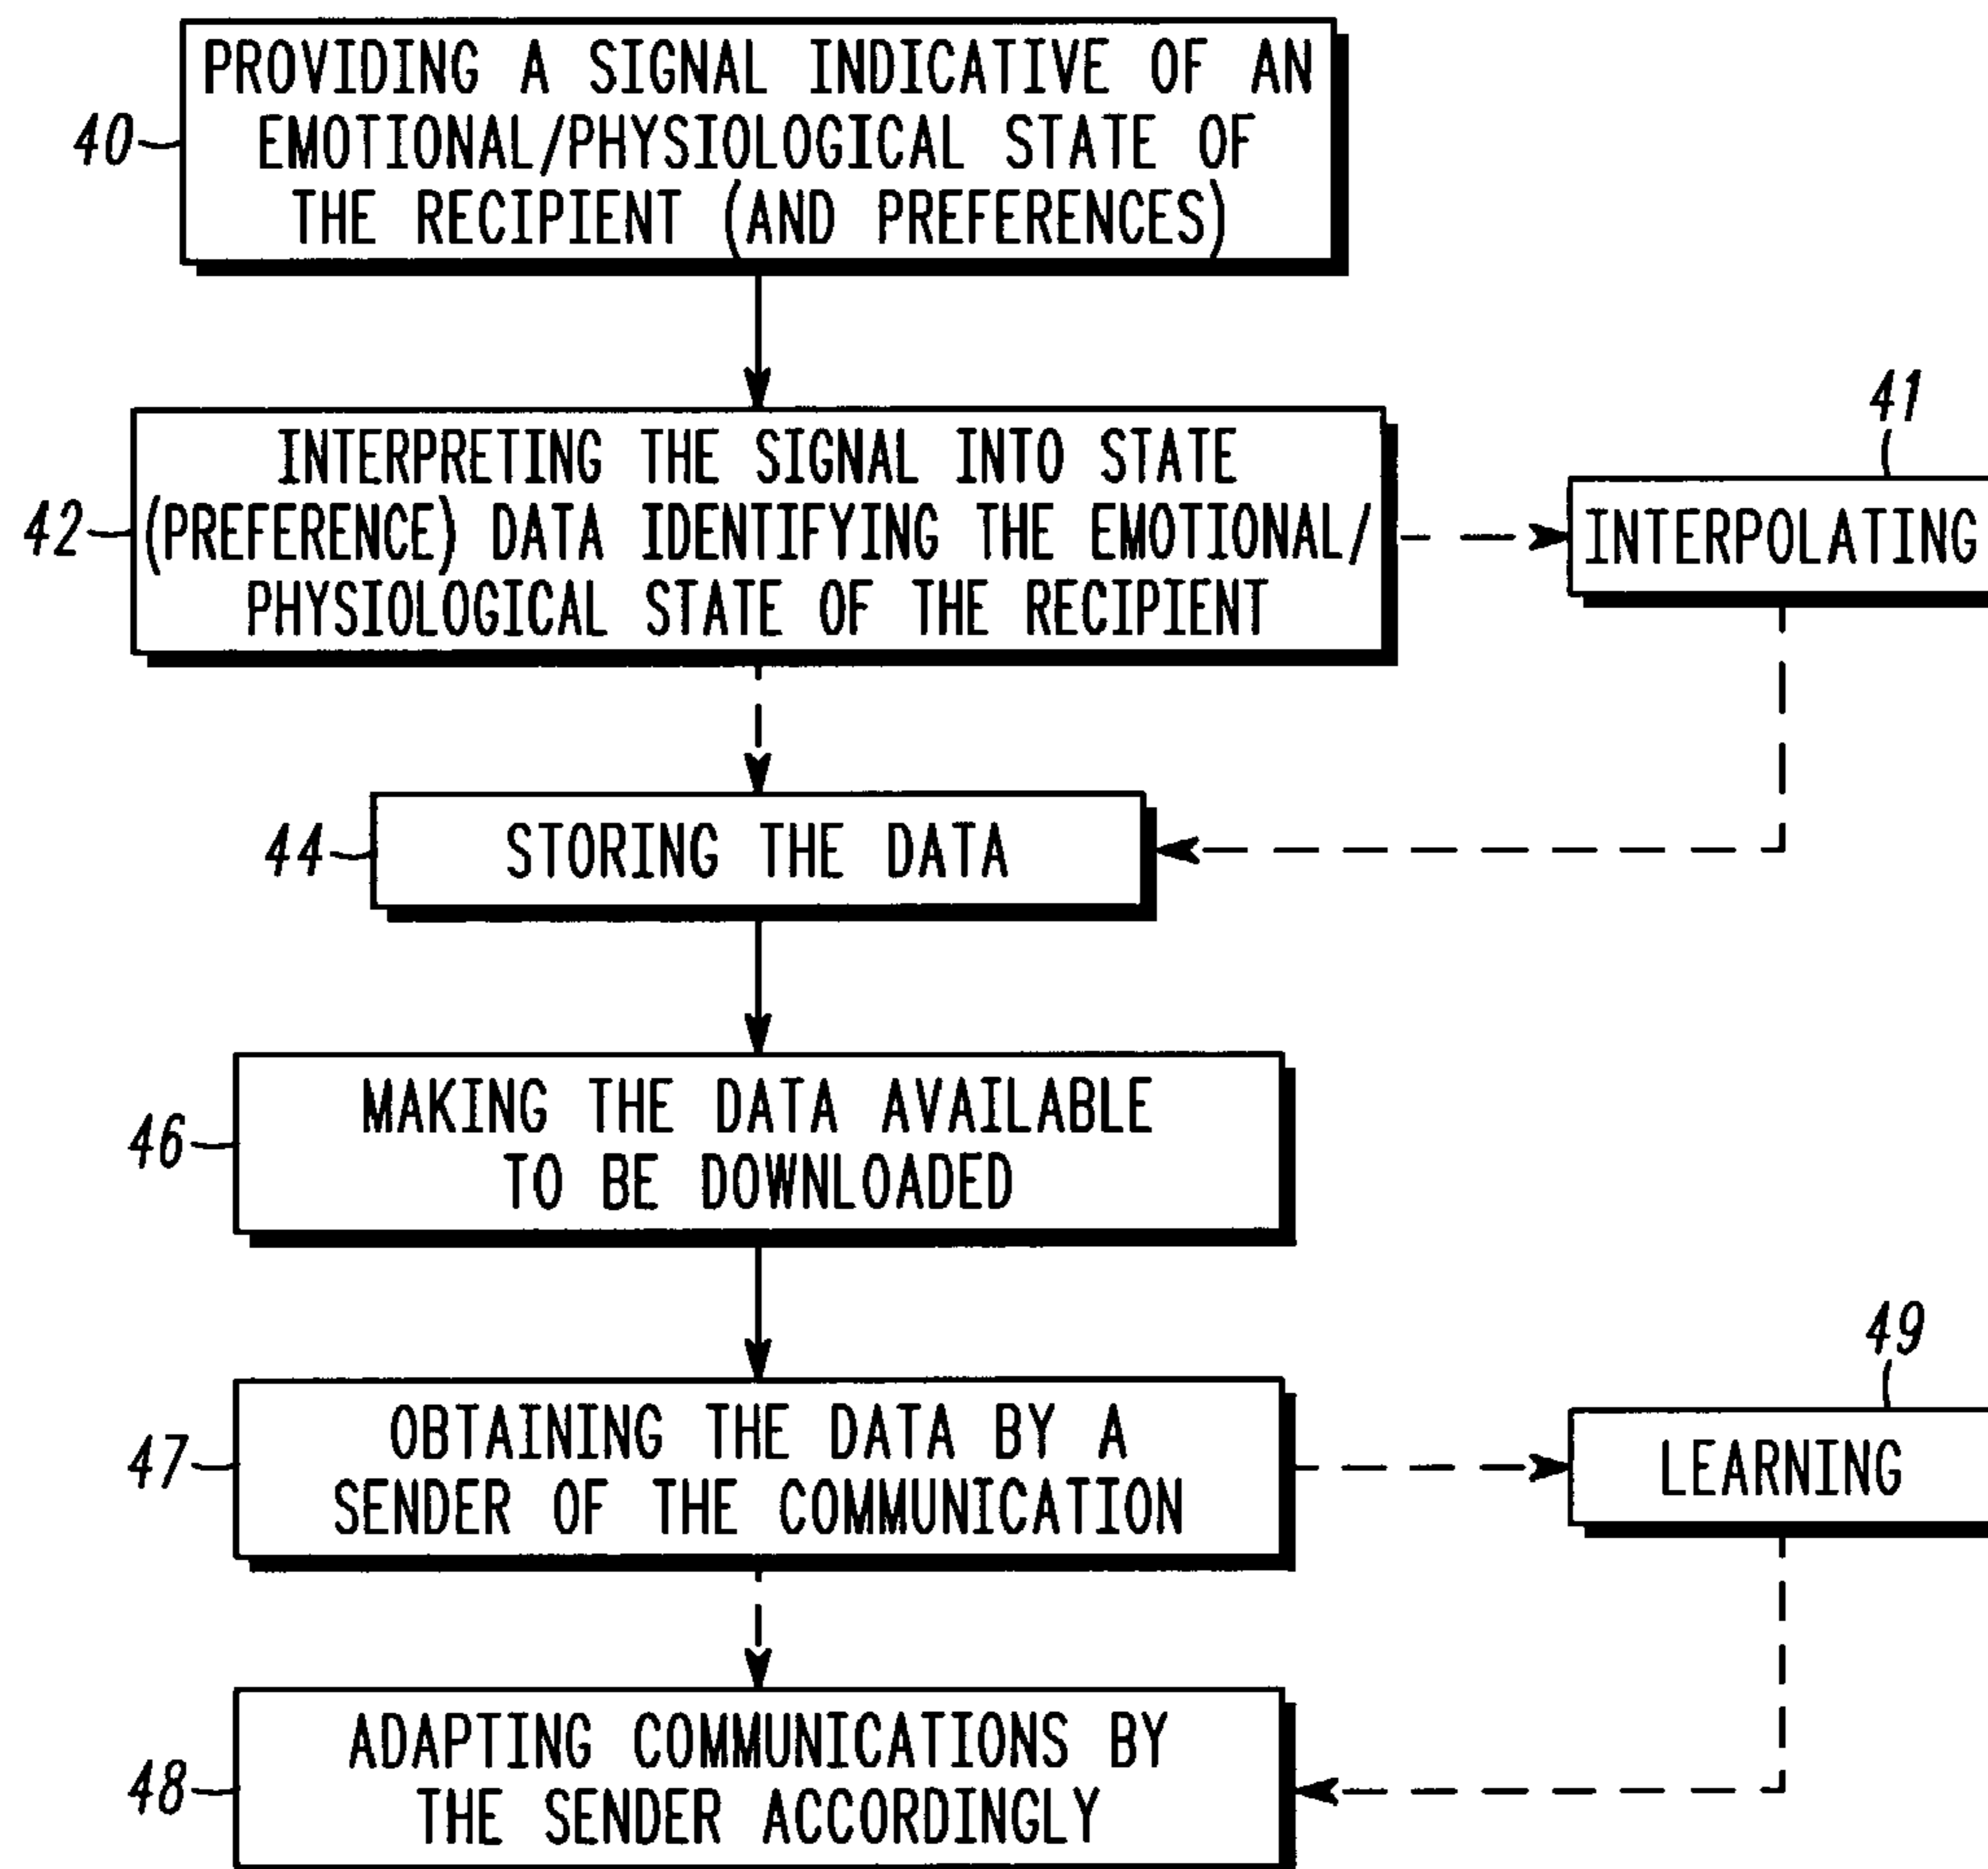 40
PROVIDING A SIGNAL INDICATIVE OF AN
EMOTIONAL/PHYSIOLOGICAL STATE OF
THE RECIPIENT (AND PREFERENCES)
42
INTERPRETING THE SIGNAL INTO STATE
(PREFERENCE) DATA IDENTIFYING THE EMOTIONAL/
PHYSIOLOGICAL STATE OF THE RECIPIENT
41
INTERPOLATING
44
STORING THE DATA
46
MAKING THE DATA AVAILABLE
TO BE DOWNLOADED
47
OBTAINING THE DATA BY A
SENDER OF THE COMMUNICATION
49
LEARNING
48
ADAPTING COMMUNICATIONS BY
THE SENDER ACCORDINGLY